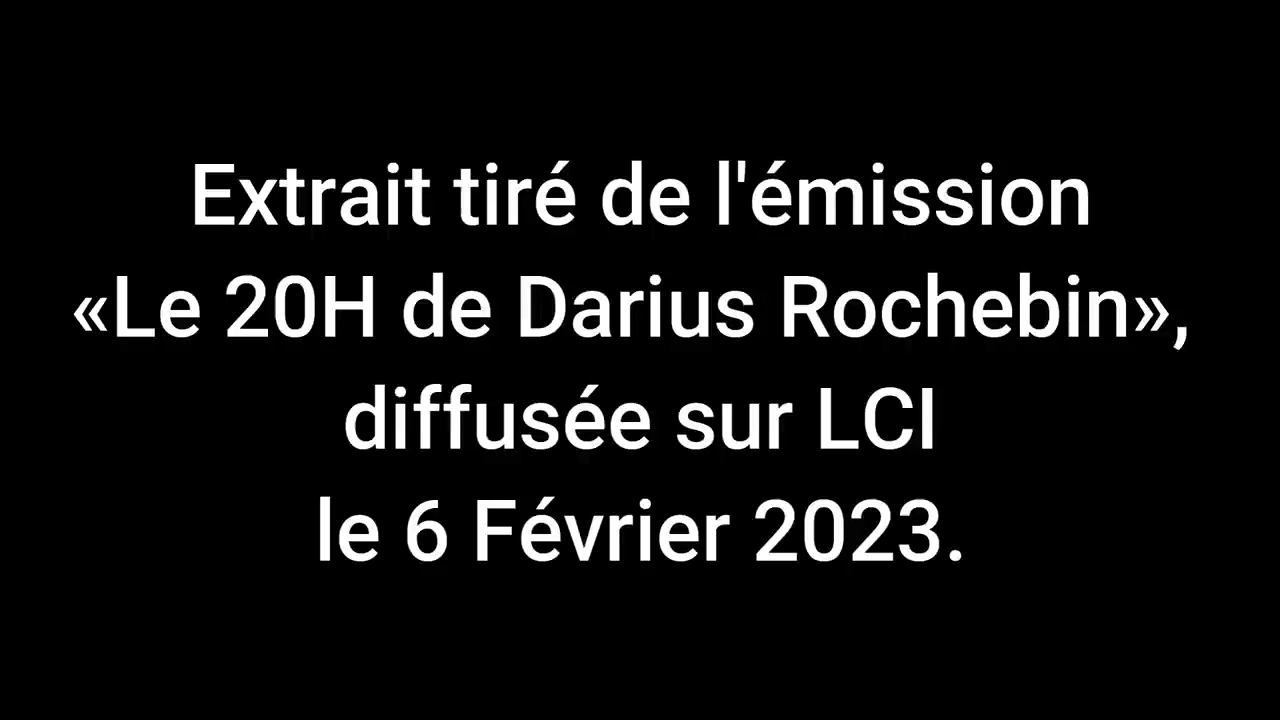 Extrait tiré de l'émission
«Le 20H de Darius Rochebin»,
diffusée sur LCI
le 6 Février 2023.